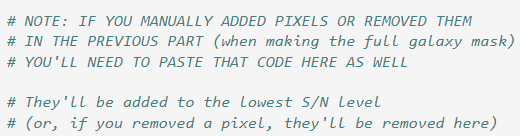 # NOTE: IF YOU MANUALLY ADDED PIXELS OR REMOVED THEM
# IN THE PREVIOUS PART (when making the full galaxy mask)
# YOU'LL NEED TO PASTE THAT CODE HERE AS WELL
# They'll be added to the lowest S/N level
# (or, if you removed a pixel, they'll be removed here)